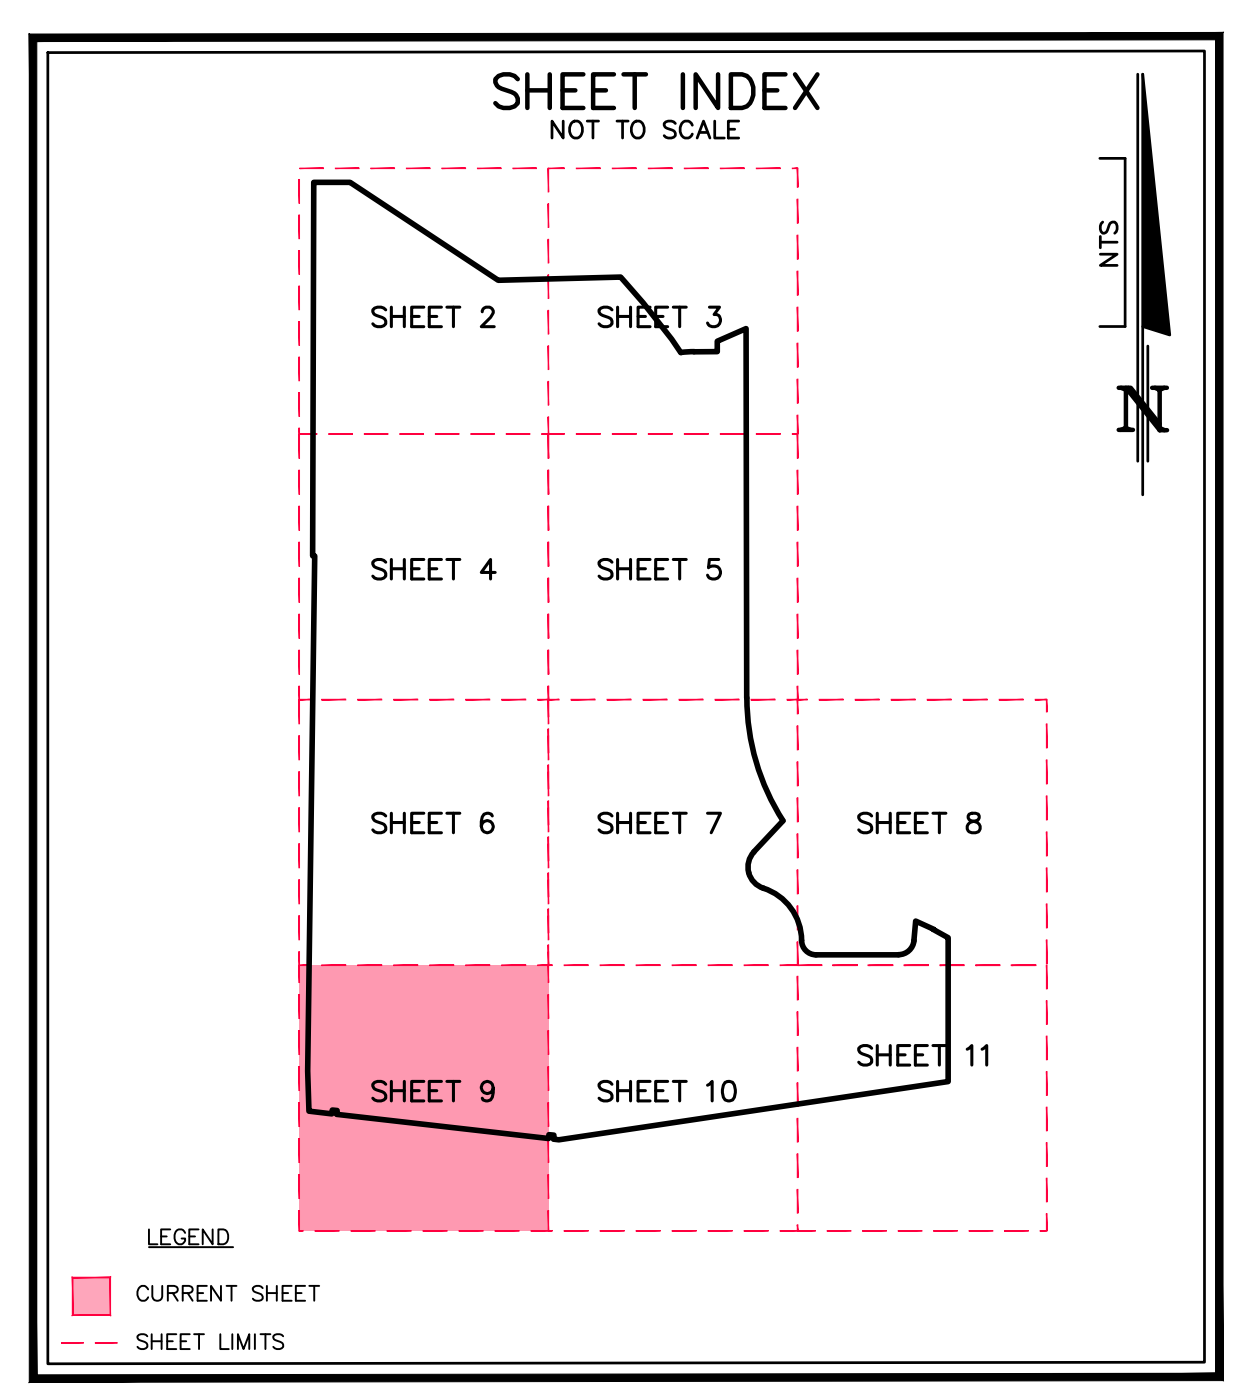 SHEET INDEX
NOT TO SCALE
NTS
N
SHEET 2
SHEET 3
SHEET 4
SHEET 5
SHEET 6
SHEET 7
SHEET 8
SHEET 9
SHEET 10
SHEET 11
LEGEND
CURRENT SHEET
SHEET LIMITS